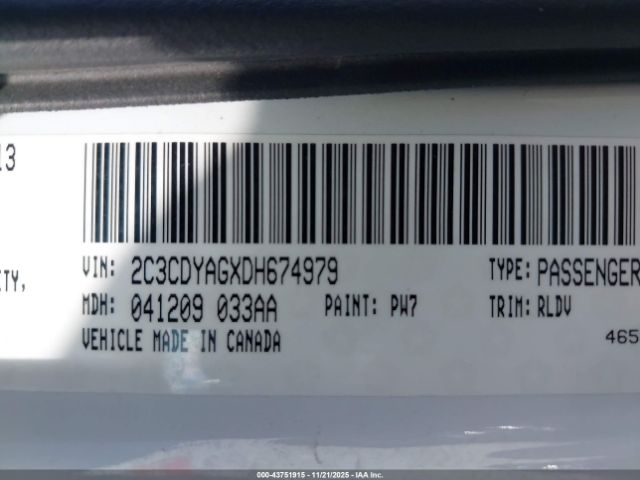 13
ITY,
VIN: 2C3CDYAGXDH674979 TYPE: PASSENGER
MDH: 041209 033AA PAINT: PW7 TRIM: RLDV
VEHICLE MADE IN CANADA
465
000-43751915 - 11/21/2025 - IAA Inc.